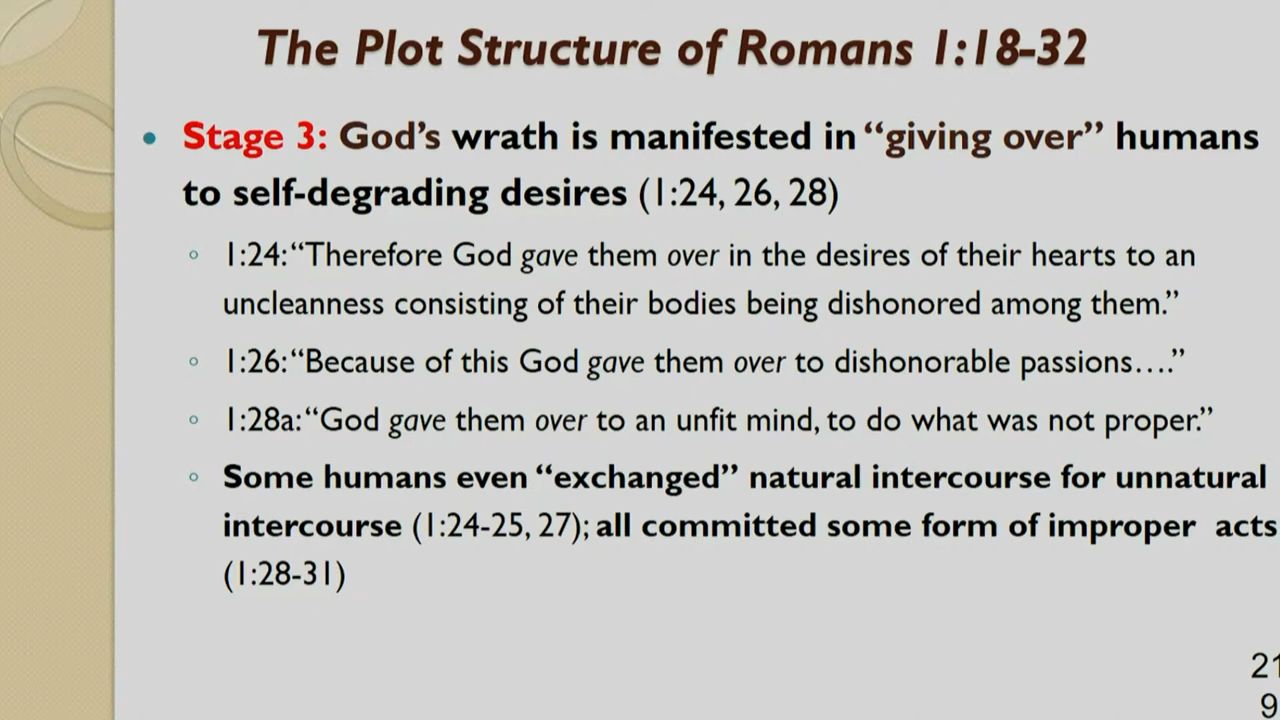 The Plot Structure of Romans 1:18-32
• Stage 3: God’s wrath is manifested in “giving over” humans
to self-degrading desires (1:24, 26, 28)
◦ 1:24:“Therefore God gave them over in the desires of their hearts to an
uncleanness consisting of their bodies being dishonored among them.”
◦ 1:26:“Because of this God gave them over to dishonorable passions….”
◦ 1:28a:“God gave them over to an unfit mind, to do what was not proper.”
◦ Some humans even “exchanged” natural intercourse for unnatural
intercourse (1:24-25, 27); all committed some form of improper acts
(1:28-31)
21
9